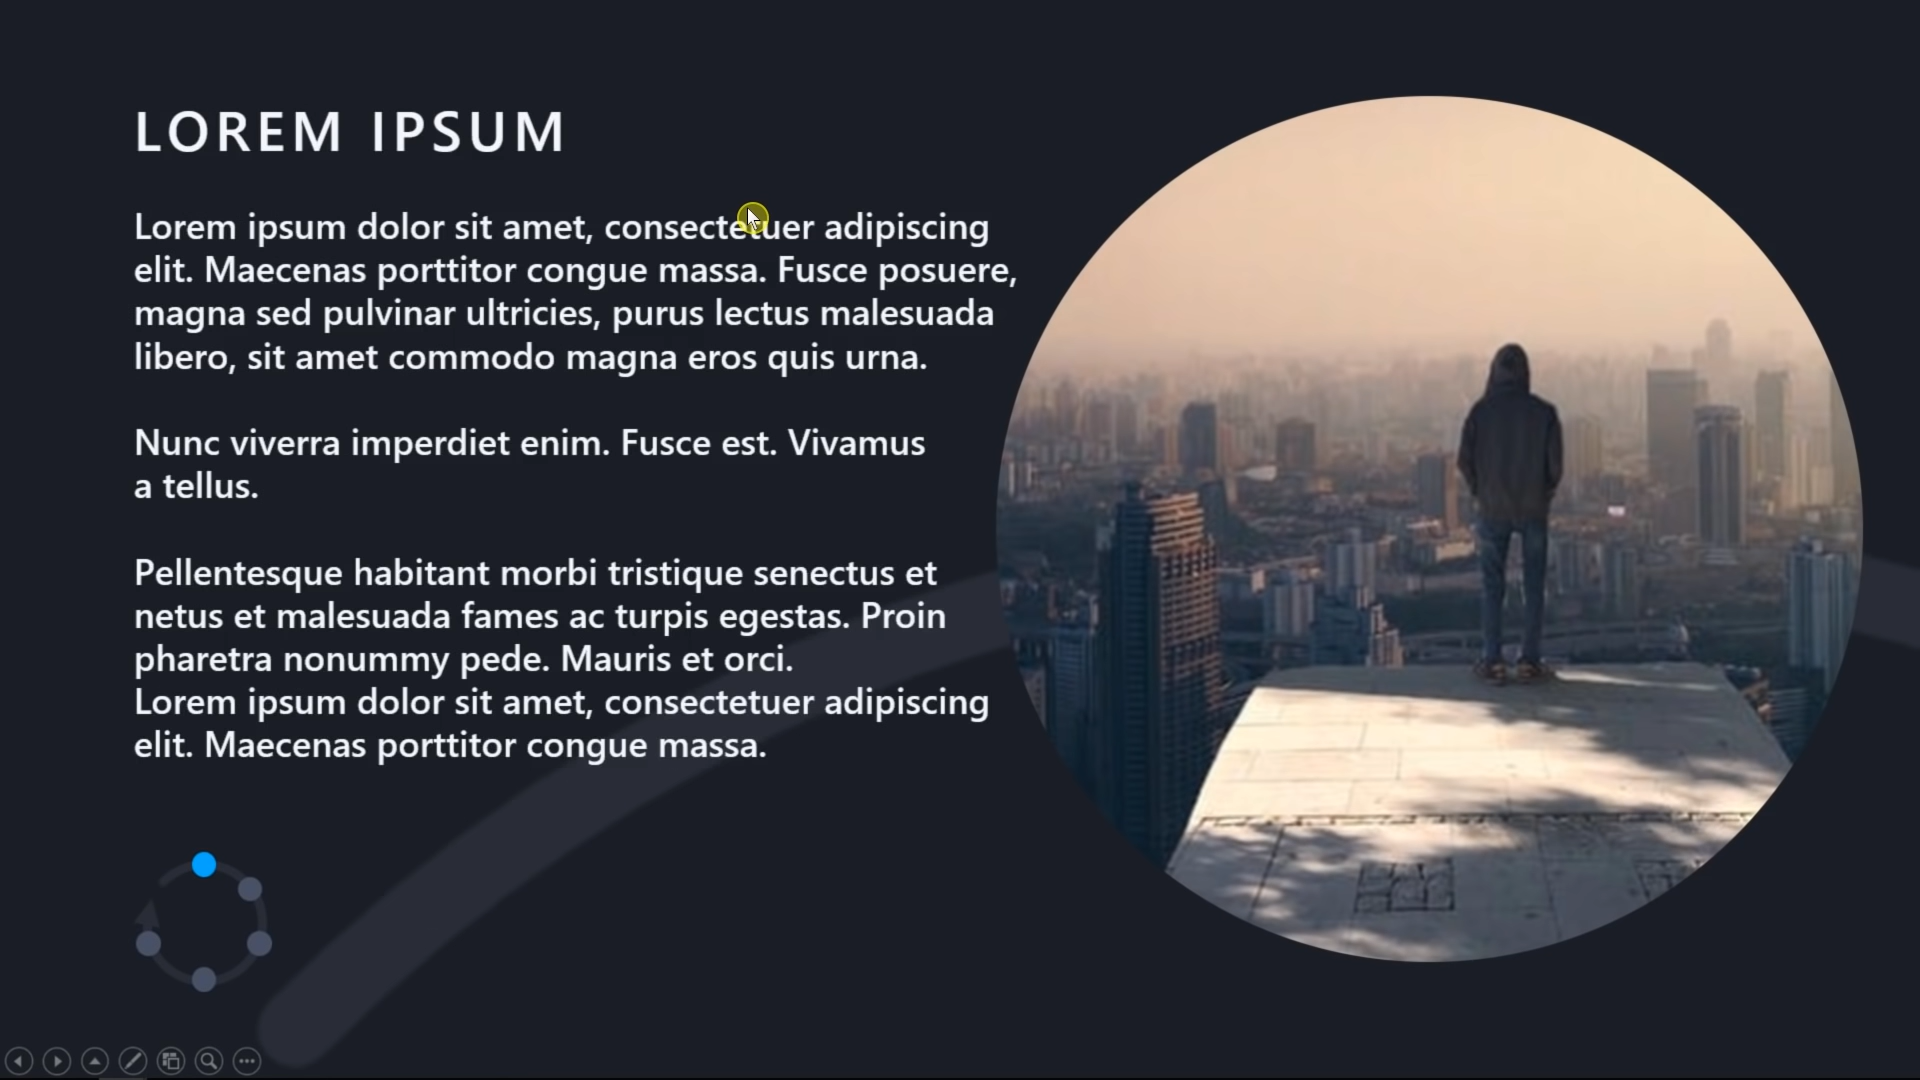 LOREM IPSUM
Lorem ipsum dolor sit amet, consectetuer adipiscing
elit. Maecenas porttitor congue massa. Fusce posuere,
magna sed pulvinar ultricies, purus lectus malesuada
libero, sit amet commodo magna eros quis urna.
Nunc viverra imperdiet enim. Fusce est. Vivamus
a tellus.
Pellentesque habitant morbi tristique senectus et
netus et malesuada fames ac turpis egestas. Proin
pharetra nonummy pede. Mauris et orci.
Lorem ipsum dolor sit amet, consectetuer adipiscing
elit. Maecenas porttitor congue massa.